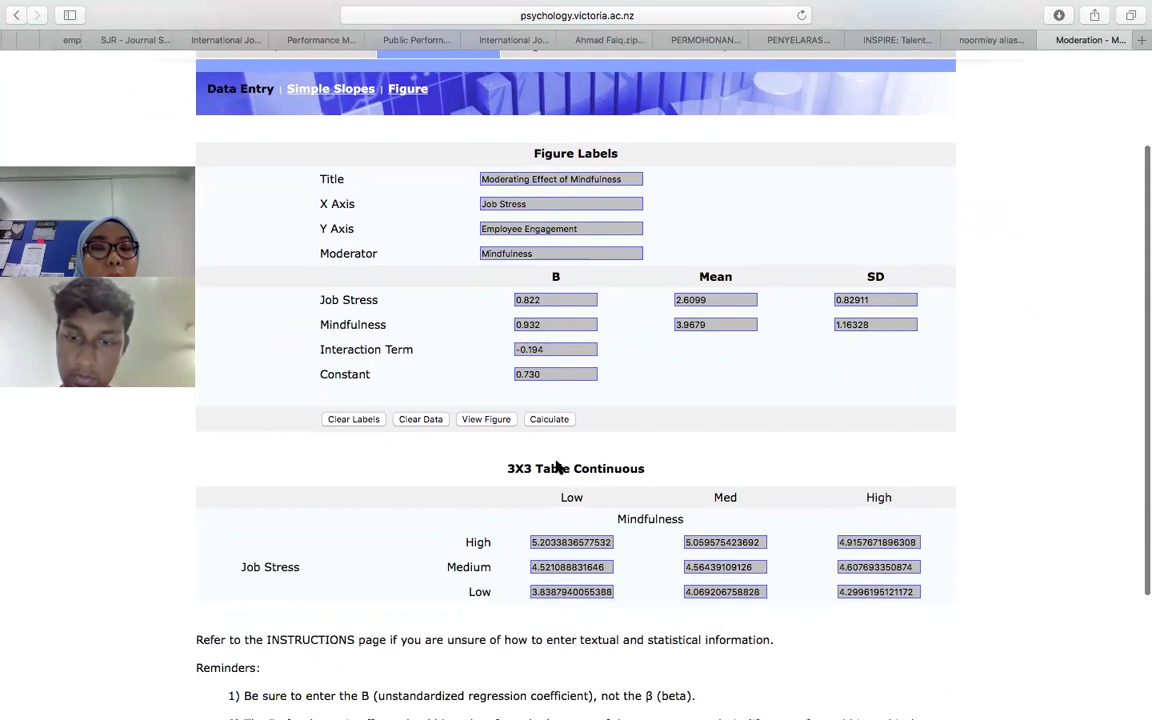 psychology.victoria.ac.nz
emp SJR - Journal S... International Jo... Performance M... Public Perform... International Jo... Ahmad Faiq.zip... PERMOHONAN... PENYELARAS... INSPIRE: Talent... noormiey alias... Moderation - M...
Data Entry | Simple Slopes | Figure
Figure Labels
Title Moderating Effect of Mindfulness
X Axis Job Stress
Y Axis Employee Engagement
Moderator Mindfulness
B Mean SD
Job Stress 0.822 2.6099 0.82911
Mindfulness 0.932 3.9679 1.16328
Interaction Term -0.194
Constant 0.730
Clear Labels Clear Data View Figure Calculate
3X3 Table Continuous
Low Med High
Mindfulness
High 5.2033836577532 5.059575423692 4.9157671896308
Job Stress Medium 4.521088831646 4.56439109126 4.607693350874
Low 3.8387940055388 4.069206758828 4.2996195121172
Refer to the INSTRUCTIONS page if you are unsure of how to enter textual and statistical information.
Reminders:
1) Be sure to enter the B (unstandardized regression coefficient), not the β (beta).